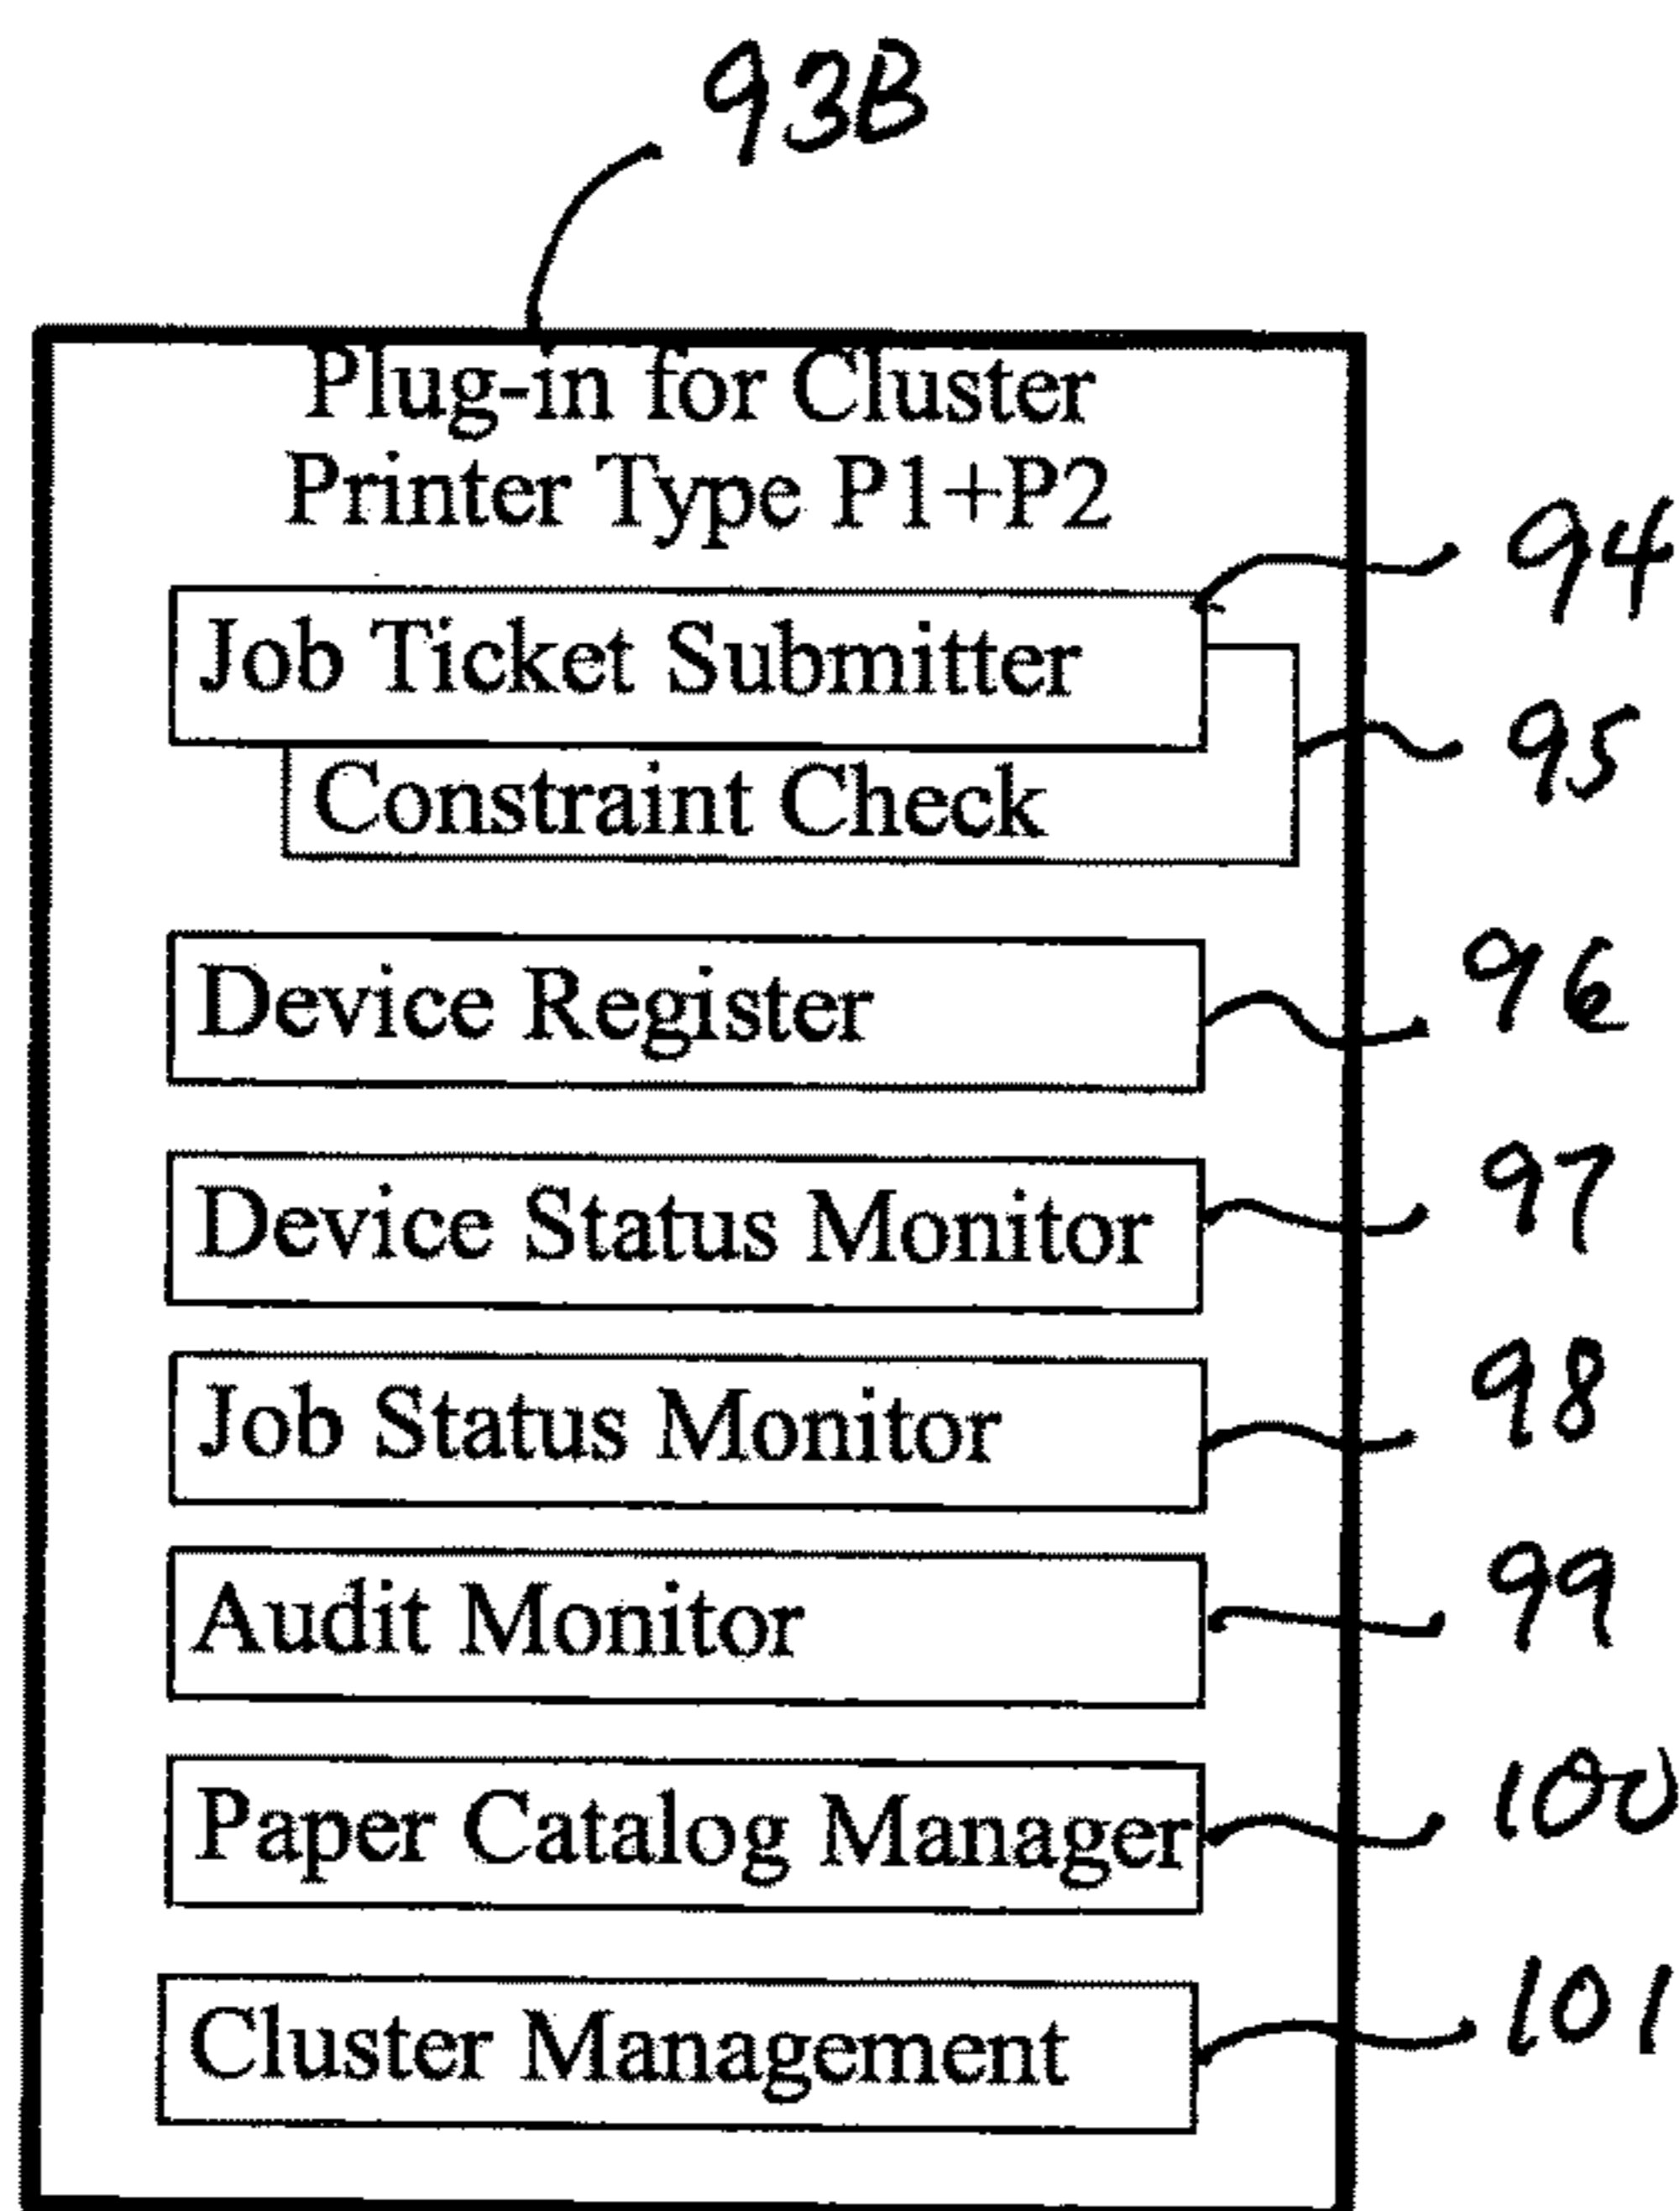 93B
Plug-in for Cluster
Printer Type P1+P2
94
Job Ticket Submitter
95
Constraint Check
96
Device Register
97
Device Status Monitor
98
Job Status Monitor
99
Audit Monitor
100
Paper Catalog Manager
101
Cluster Management